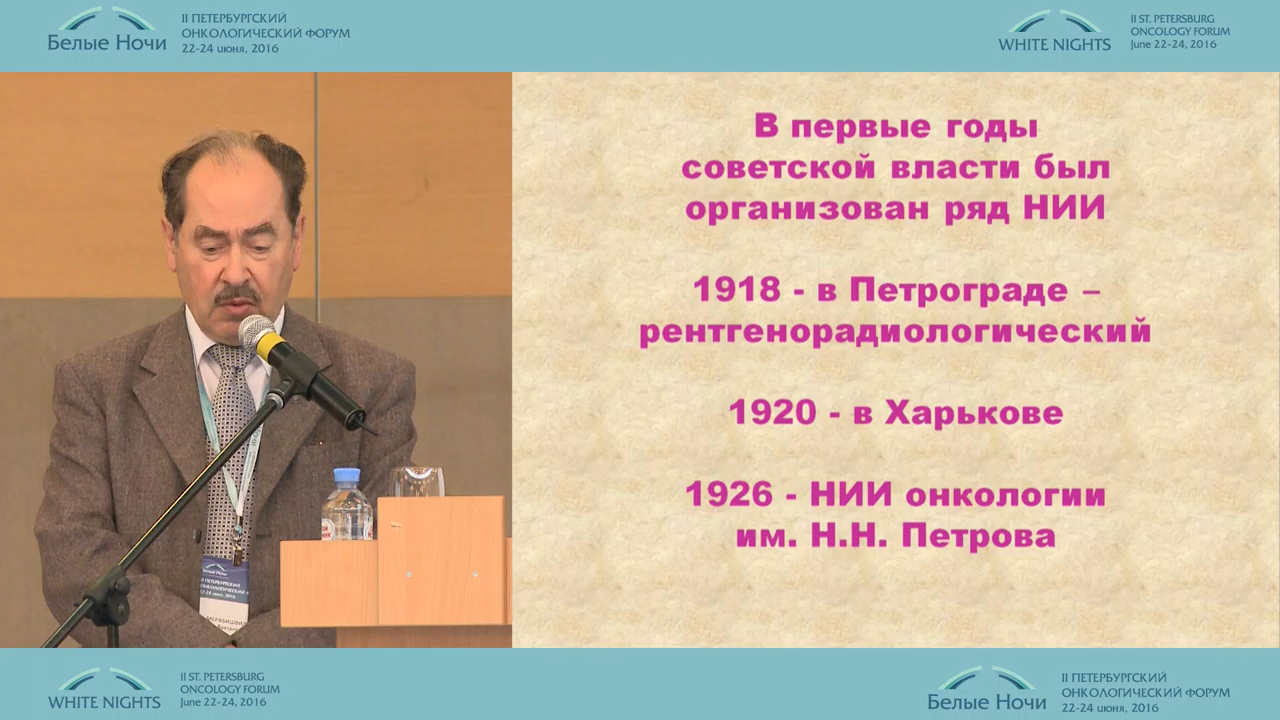 Белые Ночи
II ПЕТЕРБУРГСКИЙ
ОНКОЛОГИЧЕСКИЙ ФОРУМ
22-24 июня, 2016
WHITE NIGHTS
II ST. PETERSBURG
ONCOLOGY FORUM
June 22-24, 2016
В первые годы
советской власти был
организован ряд НИИ
1918 - в Петрограде –
рентгенорадиологический
1920 - в Харькове
1926 - НИИ онкологии
им. Н.Н. Петрова
Белые Ночи
WHITE NIGHTS
II ST. PETERSBURG
ONCOLOGY FORUM
June 22-24, 2016
Белые Ночи
II ПЕТЕРБУРГСКИЙ
ОНКОЛОГИЧЕСКИЙ ФОРУМ
22-24 июня, 2016